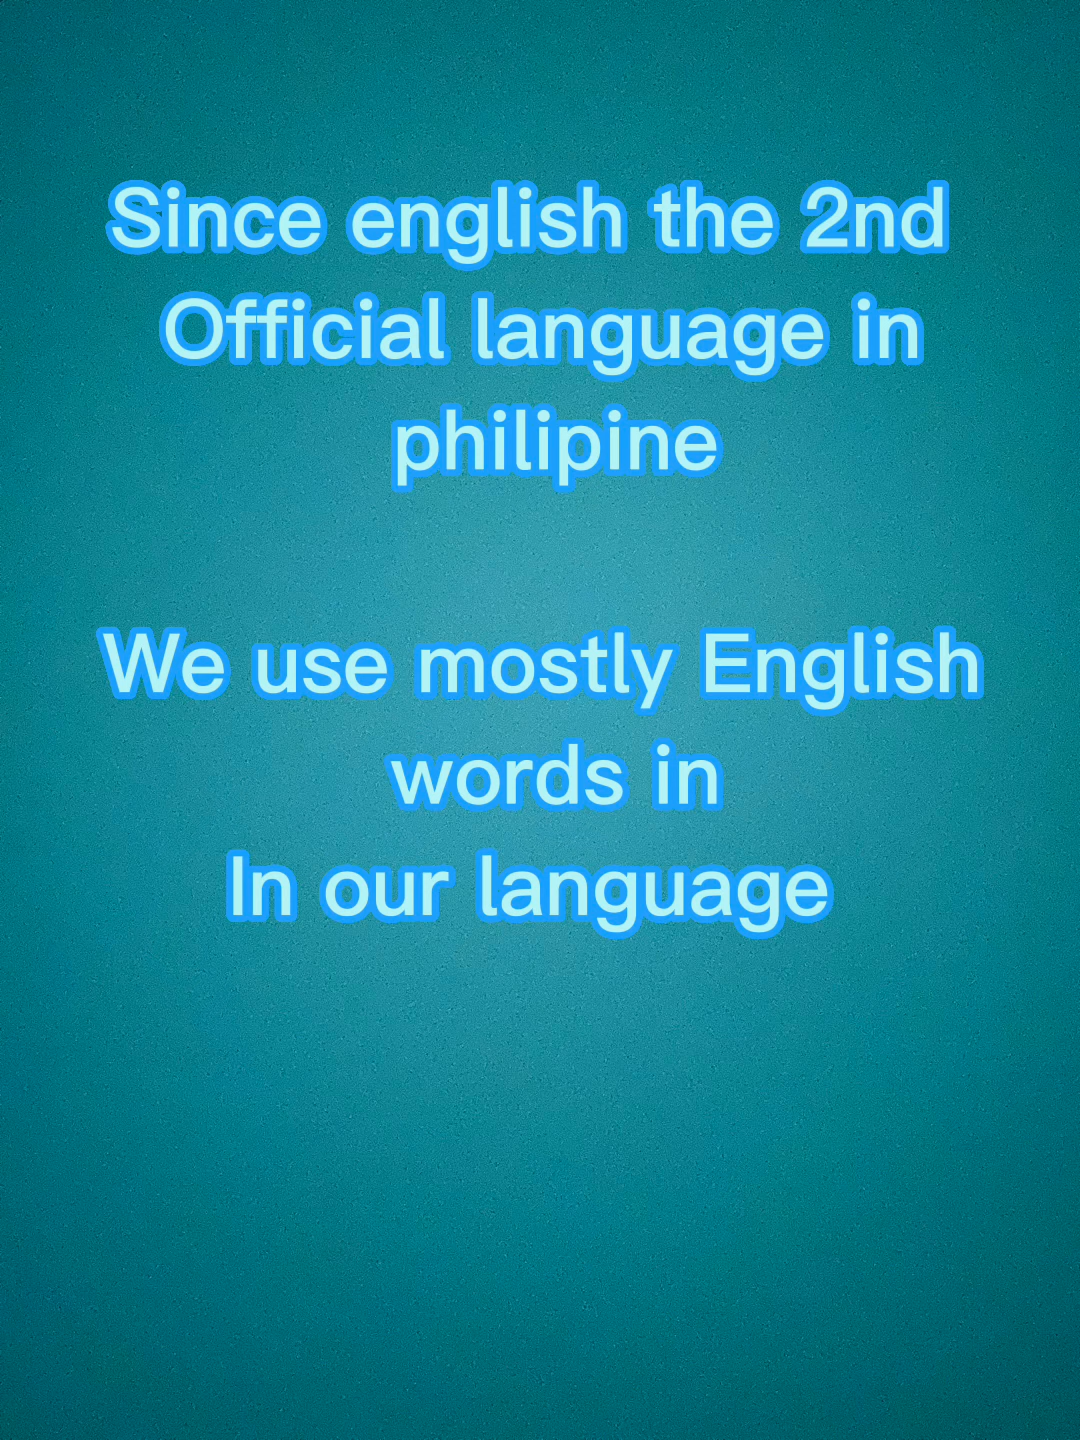 Since english the 2nd
Official language in
philipine
We use mostly English
words in
In our language